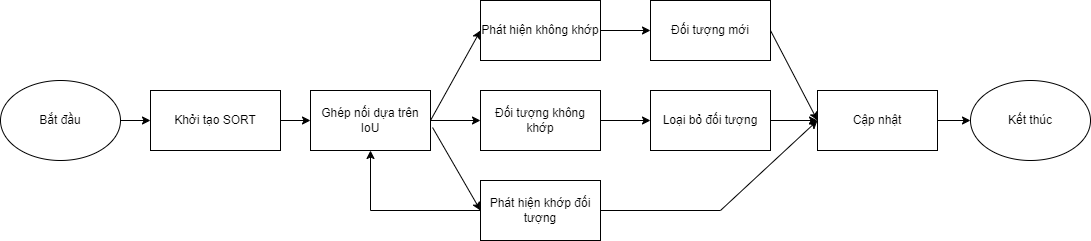 Phát hiện không khớp
Đối tượng mới
Bắt đầu
Khởi tạo SORT
Ghép nối dựa trên
IoU
Đối tượng không
khớp
Loại bỏ đối tượng
Cập nhật
Kết thúc
Phát hiện khớp đối
tượng